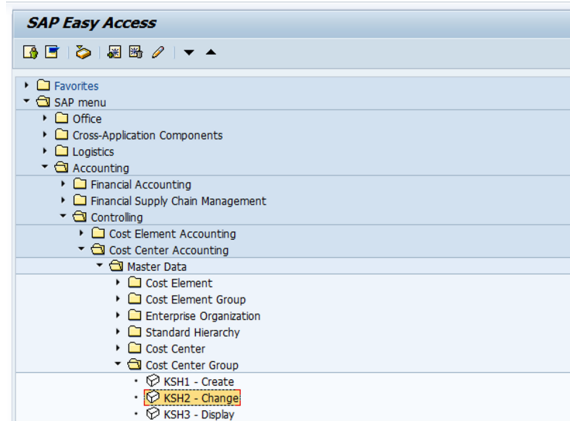 SAP Easy Access
Favorites
SAP menu
Office
Cross-Application Components
Logistics
Accounting
Financial Accounting
Financial Supply Chain Management
Controlling
Cost Element Accounting
Cost Center Accounting
Master Data
Cost Element
Cost Element Group
Enterprise Organization
Standard Hierarchy
Cost Center
Cost Center Group
KSH1 - Create
KSH2 - Change
KSH3 - Display